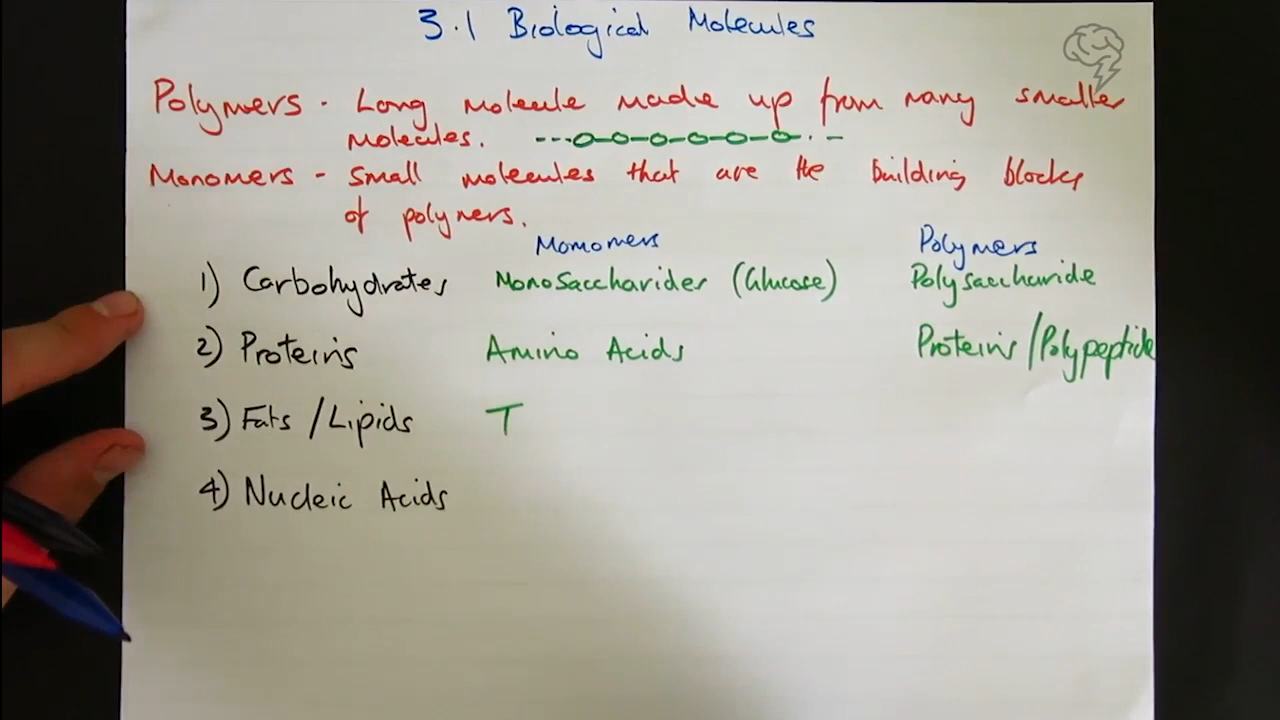 3.1 Biological Molecules
Polymers - Long molecule made up from many smaller
molecules.
Monomers - Small molecules that are the building blocks
of polymers.
Momomers Polymers
1) Carbohydrates Monosaccharides (Glucose) Polysaccharide
2) Proteins Amino Acids Proteins/Polypeptide
3) Fats/Lipids T
4) Nucleic Acids